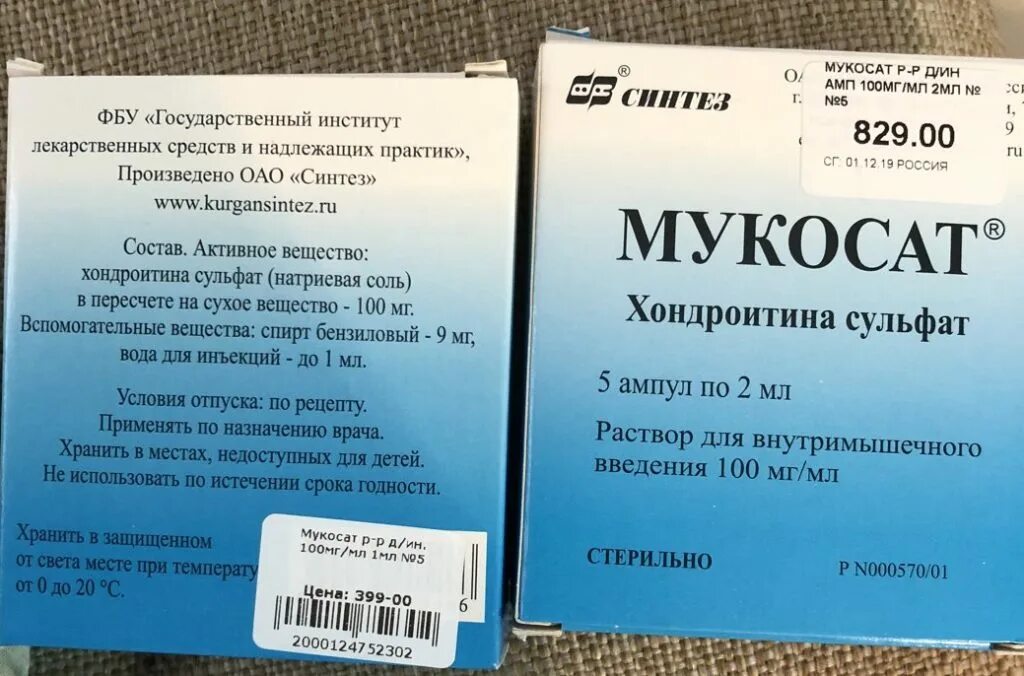 ФБУ «Государственный институт
лекарственных средств и надлежащих практик»,
Произведено ОАО «Синтез»
www.kurgansintez.ru
Состав. Активное вещество:
хондроитина сульфат (натриевая соль)
в пересчете на сухое вещество - 100 мг.
Вспомогательные вещества: спирт бензиловый - 9 мг,
вода для инъекций - до 1 мл.
Условия отпуска: по рецепту.
Применять по назначению врача.
Хранить в местах, недоступных для детей.
Не использовать по истечении срока годности.
Хранить в защищенном
от света месте при температу
от 0 до 20 °С.
Мукосат р-р д/ин.
100мг/мл 1мл №5
Цена: 399-00
2000124752302
6
® СИНТЕЗ
МУКОСАТ Р-Р Д/ИН
АМП 100МГ/МЛ 2МЛ №
№5
829.00
СГ: 01.12.19 РОССИЯ
г.
9
ru
МУКОСАТ®
Хондроитина сульфат
5 ампул по 2 мл
Раствор для внутримышечного
введения 100 мг/мл
СТЕРИЛЬНО
Р N000570/01